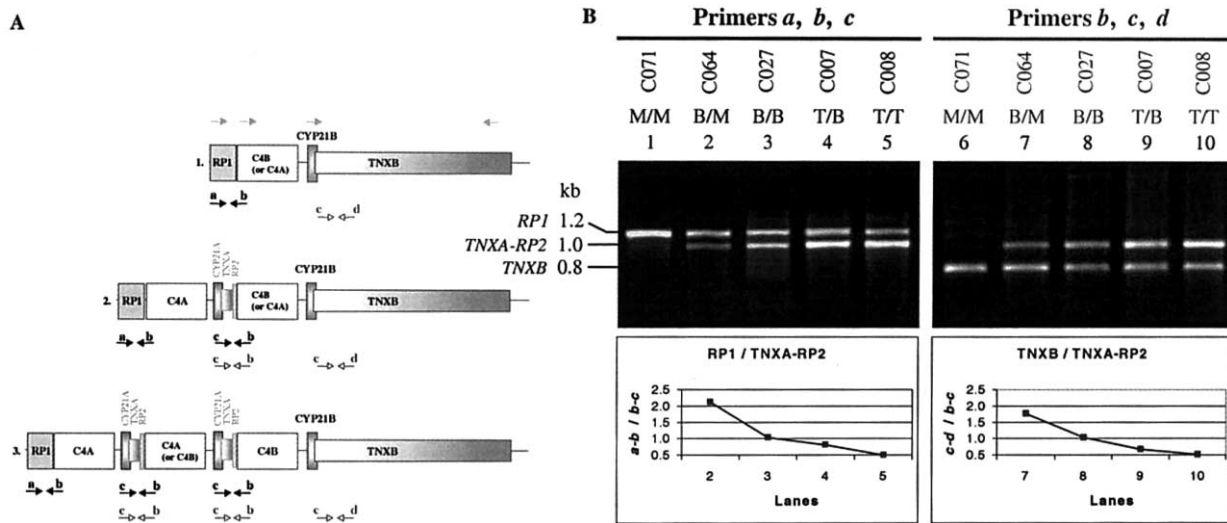 A
CYP21B
1.
RP1
C4B
(or C4A)
TNXB
a b
c d
CYP21A
TNXA
RP2
CYP21B
2.
RP1
C4A
C4B
(or C4A)
TNXB
a b
c b
c b
c d
CYP21A
TNXA
RP2
CYP21A
TNXA
RP2
CYP21B
3.
RP1
C4A
C4A
(or C4B)
C4B
TNXB
a b
c b
c b
c b
c b
c d
B
Primers a, b, c
Primers b, c, d
C071 C064 C027 C007 C008
C071 C064 C027 C007 C008
M/M B/M B/B T/B T/T
M/M B/M B/B T/B T/T
1 2 3 4 5
6 7 8 9 10
kb
RP1 1.2
TNXA-RP2 1.0
TNXB 0.8
RP1 / TNXA-RP2
a-b / b-c
2.5
2.0
1.5
1.0
0.5
2 3 4 5
Lanes
TNXB / TNXA-RP2
c-d / b-c
2.5
2.0
1.5
1.0
0.5
7 8 9 10
Lanes